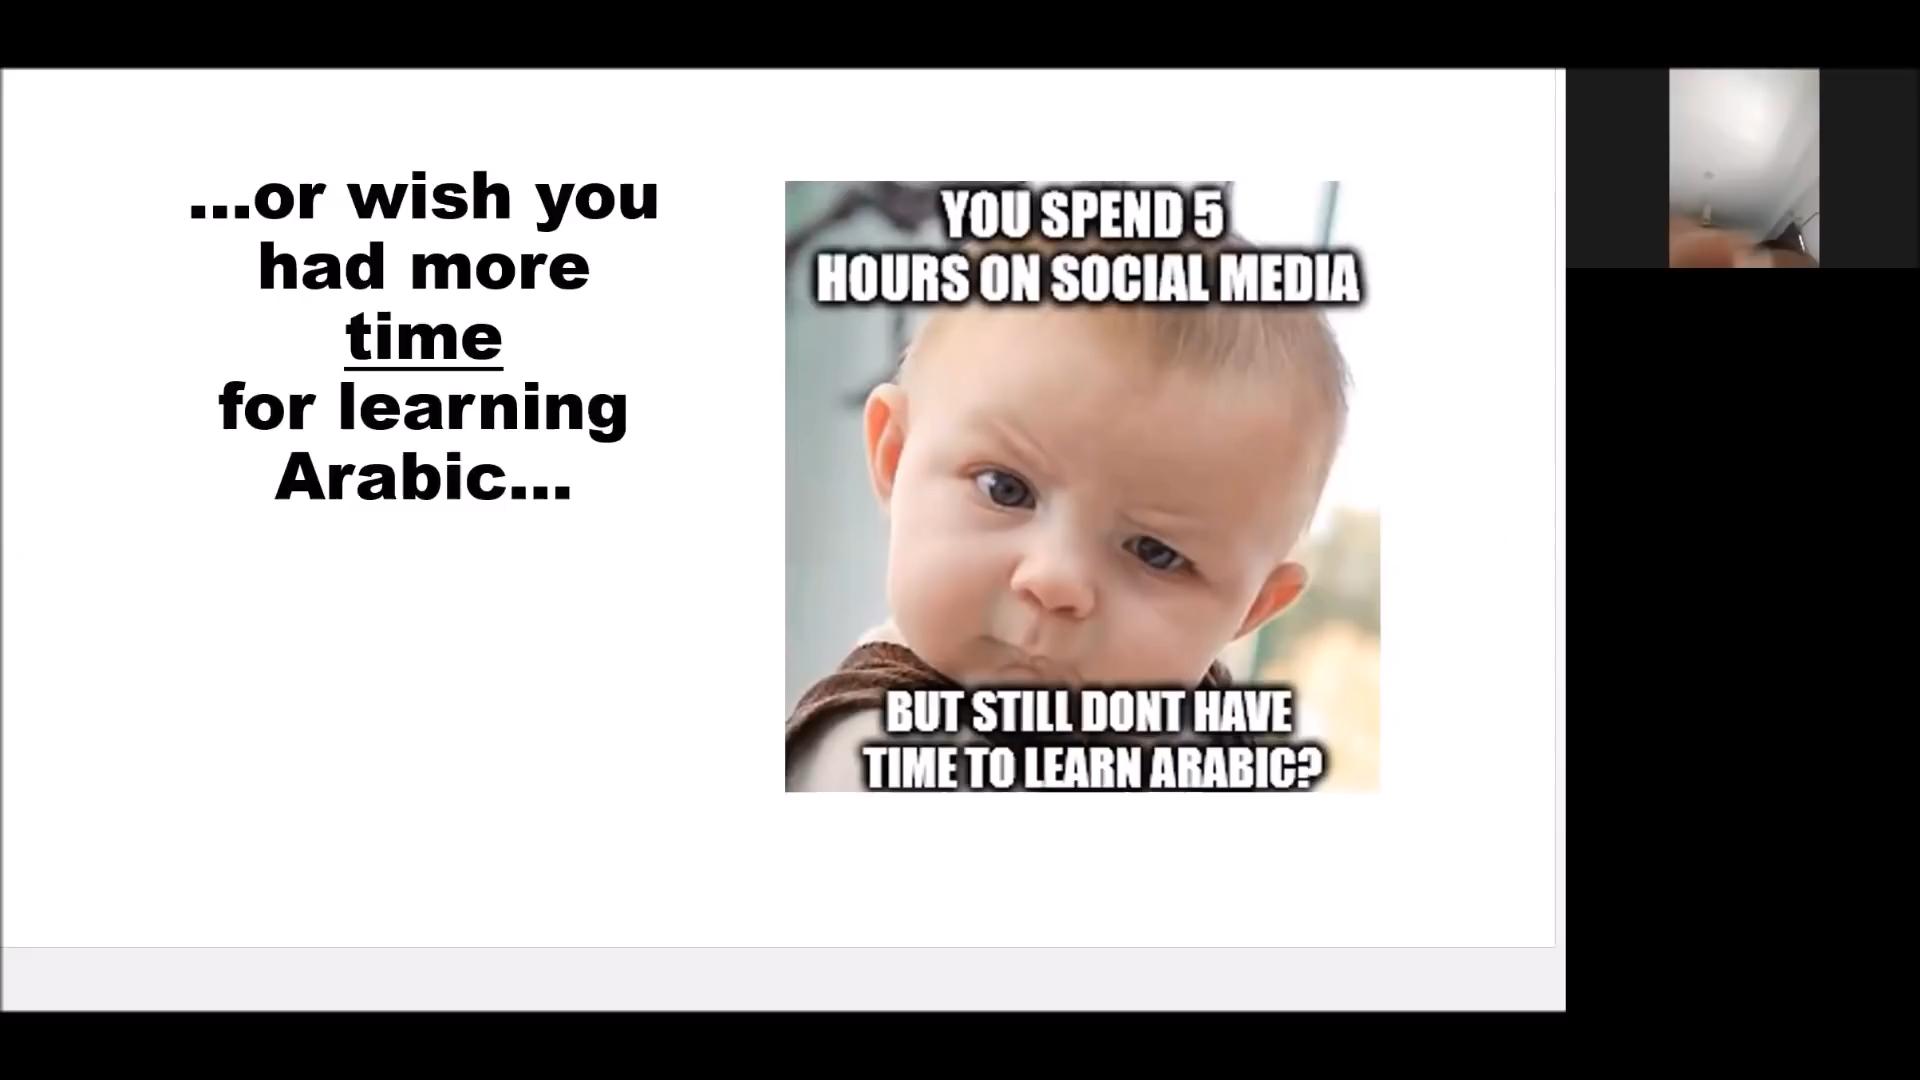 ...or wish you
had more
time
for learning
Arabic...
YOU SPEND 5
HOURS ON SOCIAL MEDIA
BUT STILL DONT HAVE
TIME TO LEARN ARABIC?